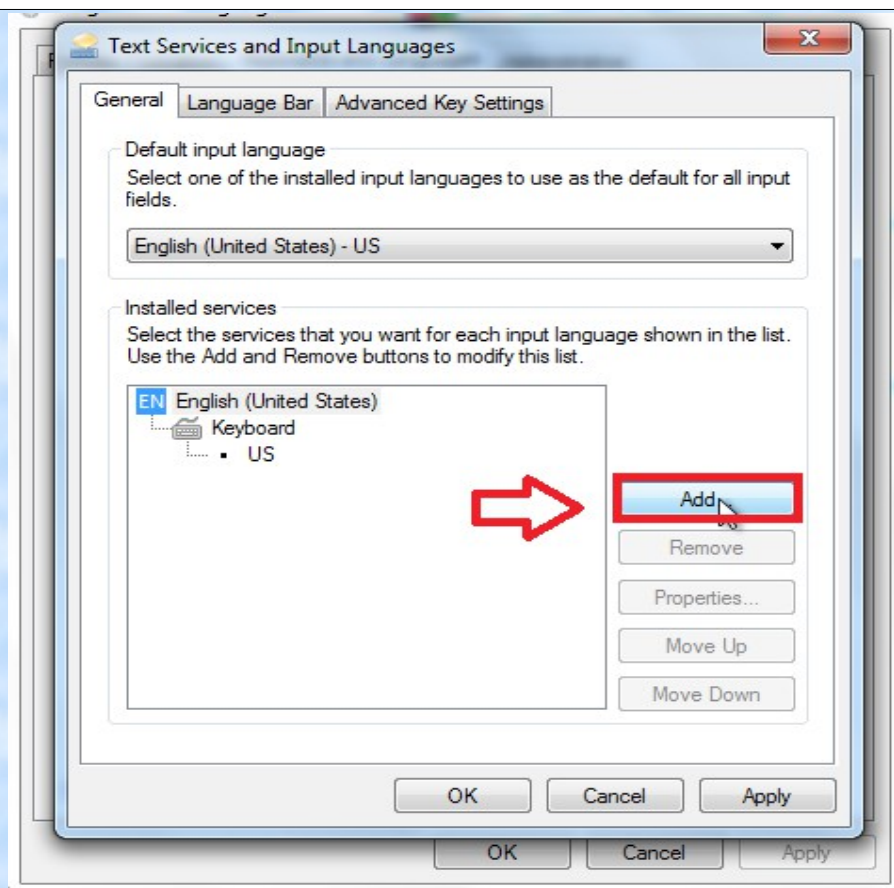 Text Services and Input Languages
General
Language Bar
Advanced Key Settings
Default input language
Select one of the installed input languages to use as the default for all input
fields.
English (United States) - US
Installed services
Select the services that you want for each input language shown in the list.
Use the Add and Remove buttons to modify this list.
EN English (United States)
Keyboard
US
Add...
Remove
Properties...
Move Up
Move Down
OK Cancel Apply
OK Cancel Apply